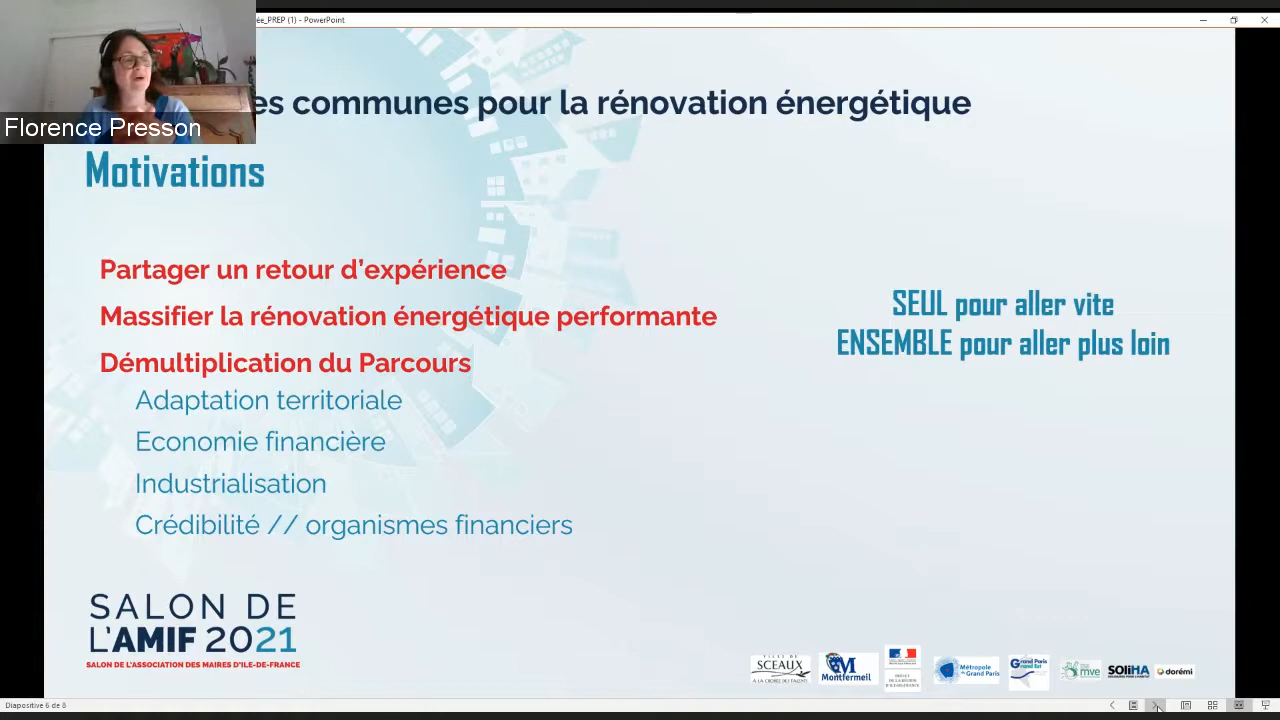 ée_PREP (1) - PowerPoint
Florence Presson
es communes pour la rénovation énergétique
Motivations
Partager un retour d'expérience
Massifier la rénovation énergétique performante
Démultiplication du Parcours
Adaptation territoriale
Economie financière
Industrialisation
Crédibilité // organismes financiers
SEUL pour aller vite
ENSEMBLE pour aller plus loin
SALON DE
L'AMIF 2021
SALON DE L'ASSOCIATION DES MAIRES D'ILE-DE-FRANCE
VILLE DE
SCEAUX
Montfermeil
Métropole
du Grand Paris
Grand Paris
Grand Est
mve
SOLiHA
dorémi
Diapositive 6 de 8